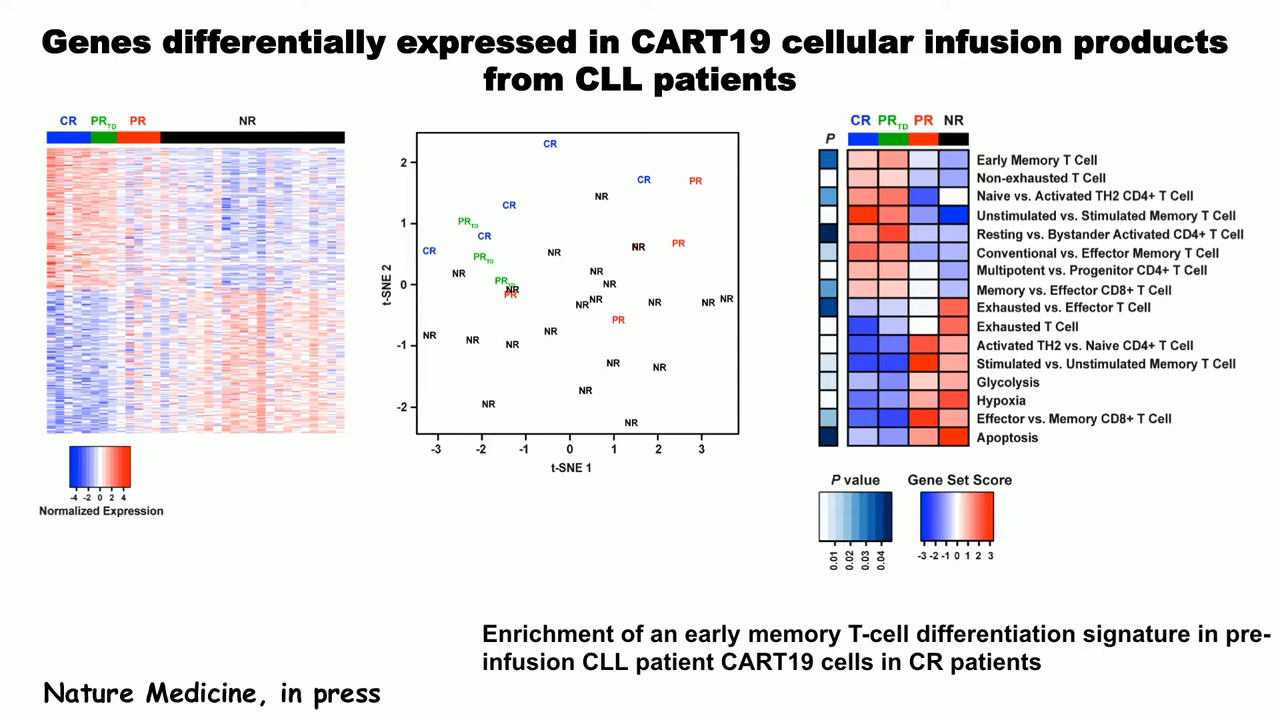 Genes differentially expressed in CART19 cellular infusion products
from CLL patients
CR PRTD PR NR
-4 -2 0 2 4
Normalized Expression
t-SNE 2
2
1
0
-1
-2
CR
CR
PR
NR
CR
PRTD
CR
NR
PR
CR
NR
PRTD
NR
NR
PRTD
NR
NR
PR
NR
NR
NR
NR
NR
PR
NR
NR
NR
NR
NR
NR
NR
NR
NR
-3 -2 -1 0 1 2 3
t-SNE 1
P
CR PRTD PR NR
Early Memory T Cell
Non-exhausted T Cell
Naive vs. Activated TH2 CD4+ T Cell
Unstimulated vs. Stimulated Memory T Cell
Resting vs. Bystander Activated CD4+ T Cell
Conventional vs. Effector Memory T Cell
Multipotent vs. Progenitor CD4+ T Cell
Memory vs. Effector CD8+ T Cell
Exhausted vs. Effector T Cell
Exhausted T Cell
Activated TH2 vs. Naive CD4+ T Cell
Stimulated vs. Unstimulated Memory T Cell
Glycolysis
Hypoxia
Effector vs. Memory CD8+ T Cell
Apoptosis
P value
0.01 0.02 0.03 0.04
Gene Set Score
-3 -2 -1 0 1 2 3
Enrichment of an early memory T-cell differentiation signature in pre-
infusion CLL patient CART19 cells in CR patients
Nature Medicine, in press